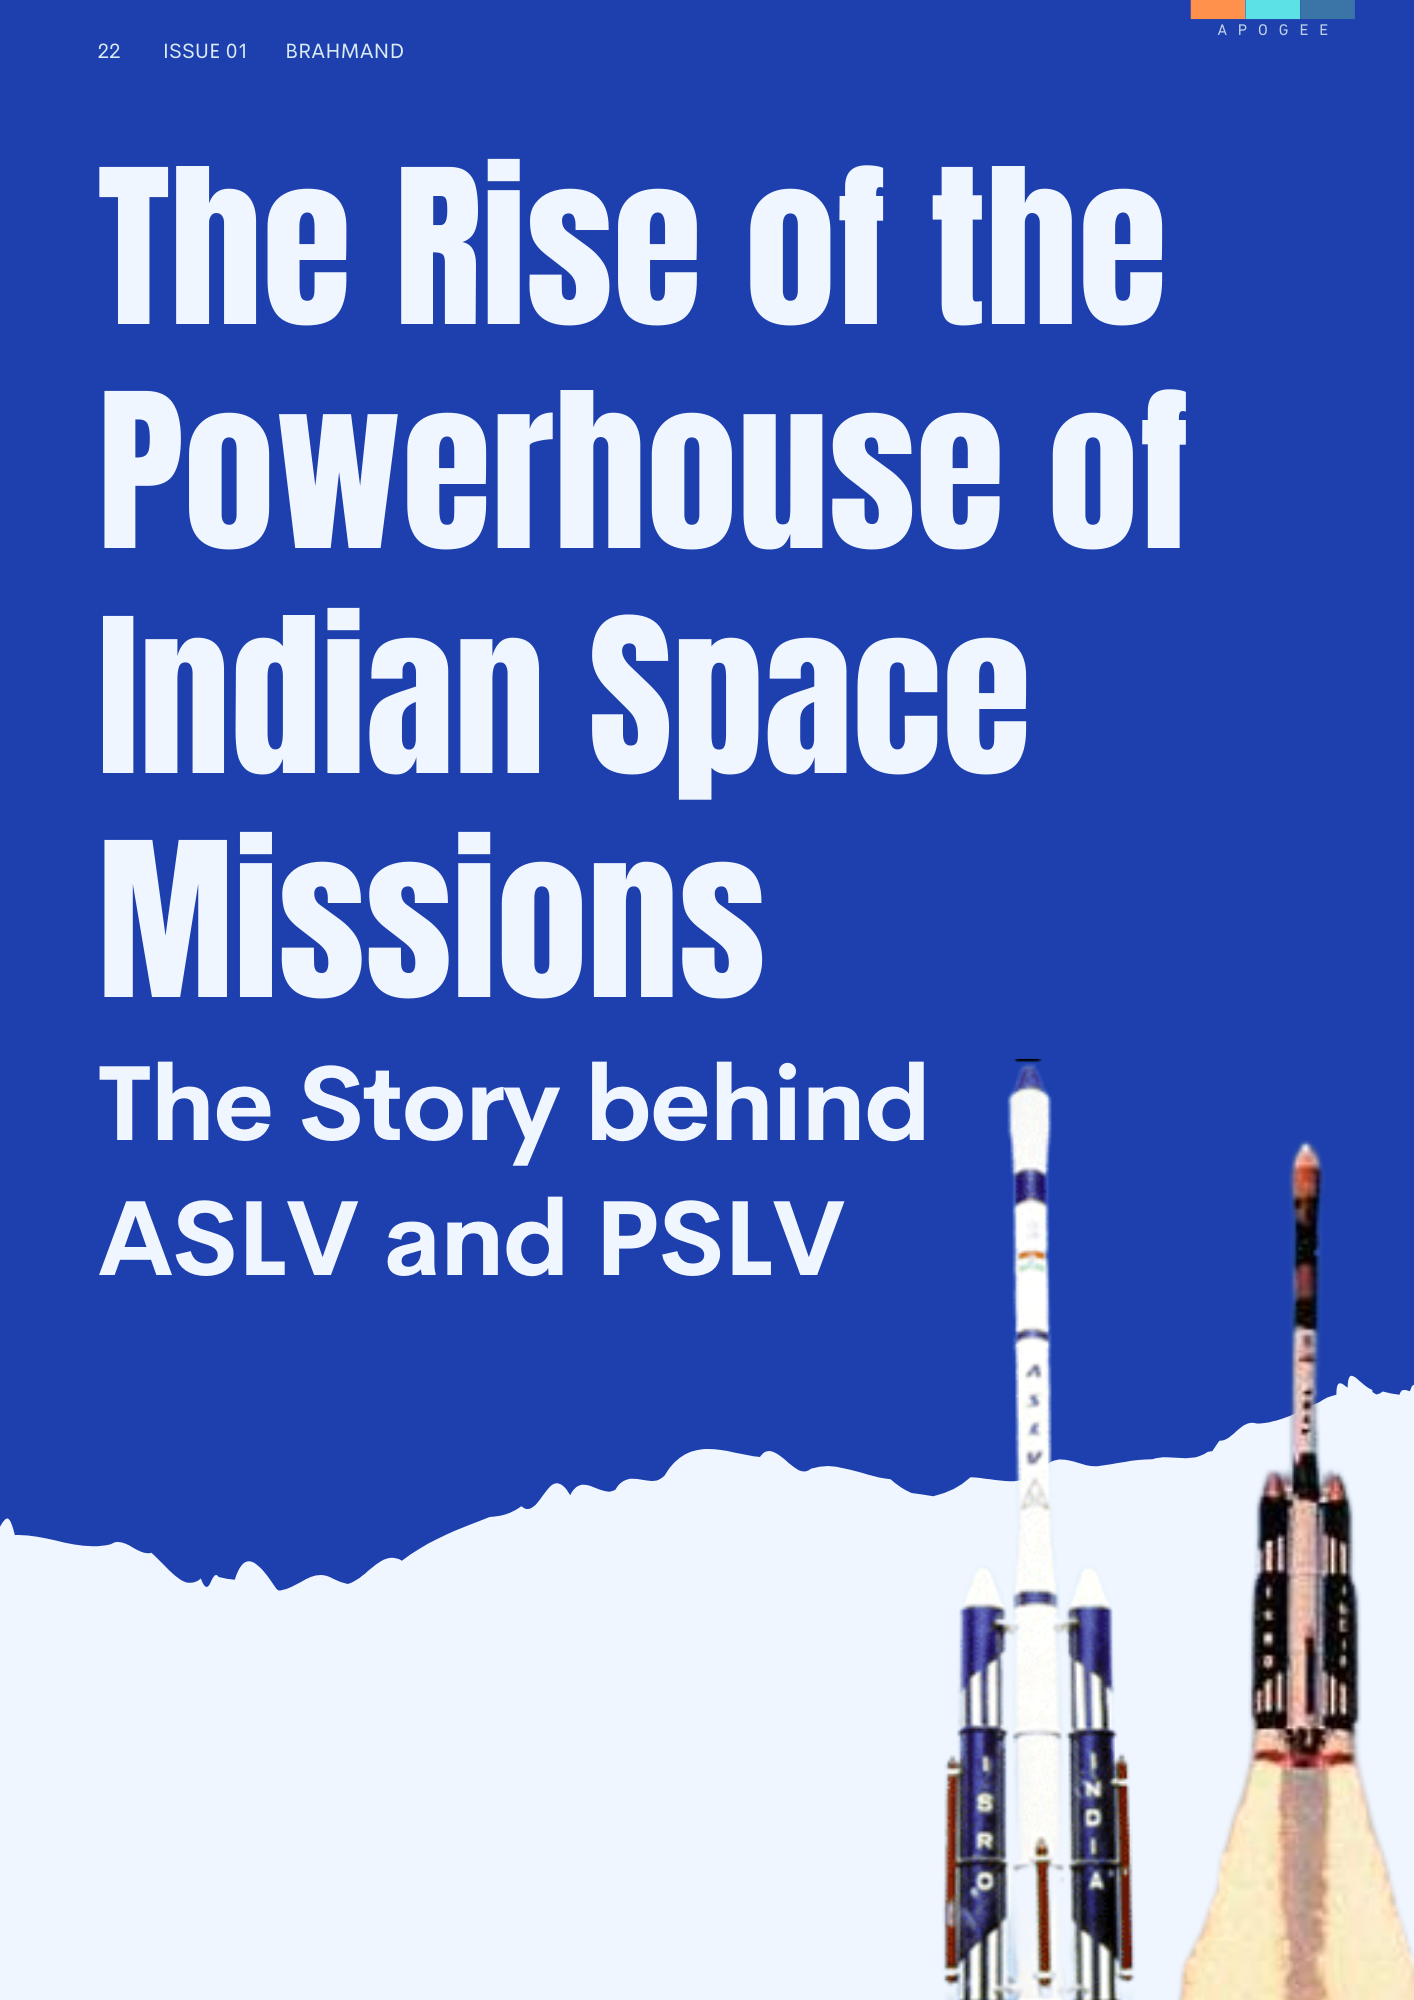 22 ISSUE 01 BRAHMAND
APOGEE
The Rise of the
Powerhouse of
Indian Space
Missions
The Story behind
ASLV and PSLV
ASLV
ISRO
INDIA